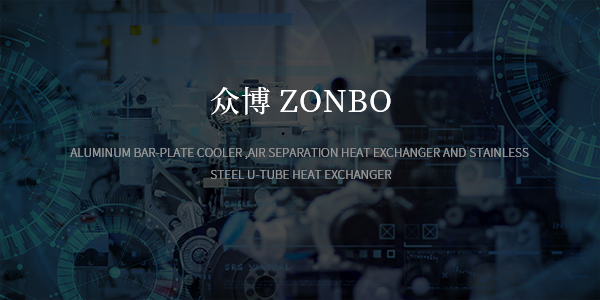 众博 ZONBO
ALUMINUM BAR-PLATE COOLER ,AIR SEPARATION HEAT EXCHANGER AND STAINLESS
STEEL U-TUBE HEAT EXCHANGER